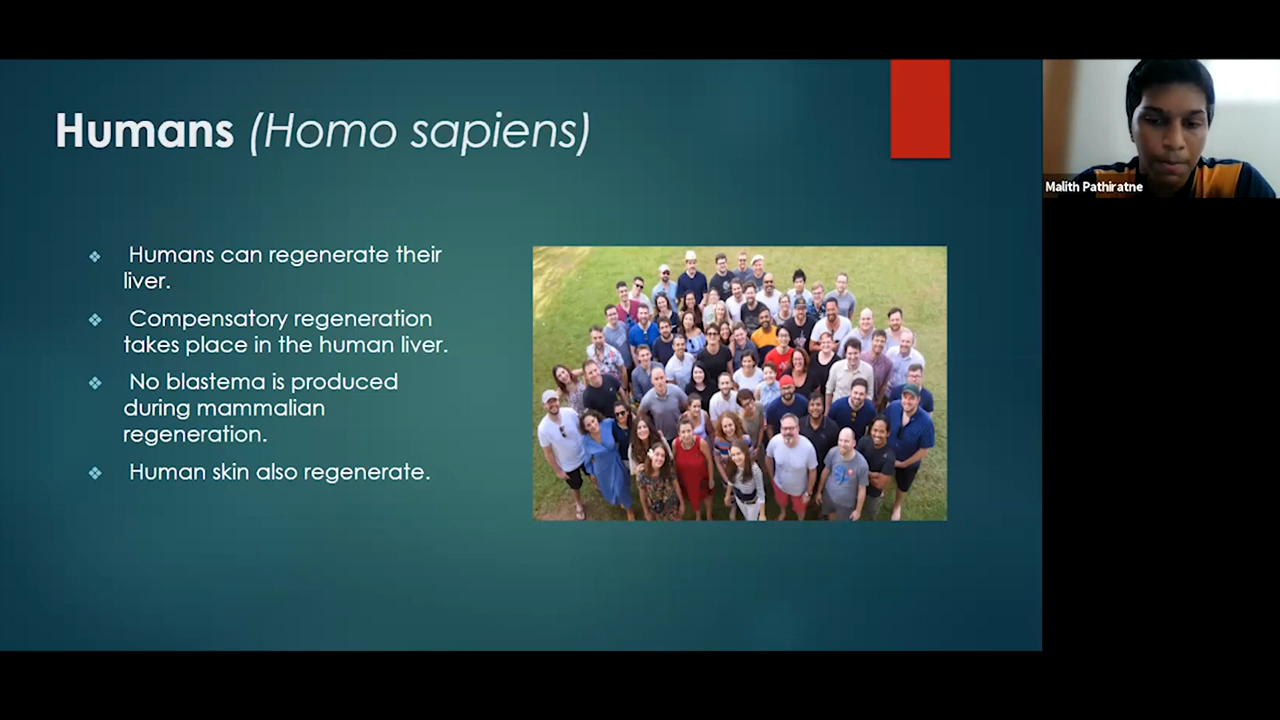 Humans (Homo sapiens)
Malith Pathiratne
❖ Humans can regenerate their
liver.
❖ Compensatory regeneration
takes place in the human liver.
❖ No blastema is produced
during mammalian
regeneration.
❖ Human skin also regenerate.